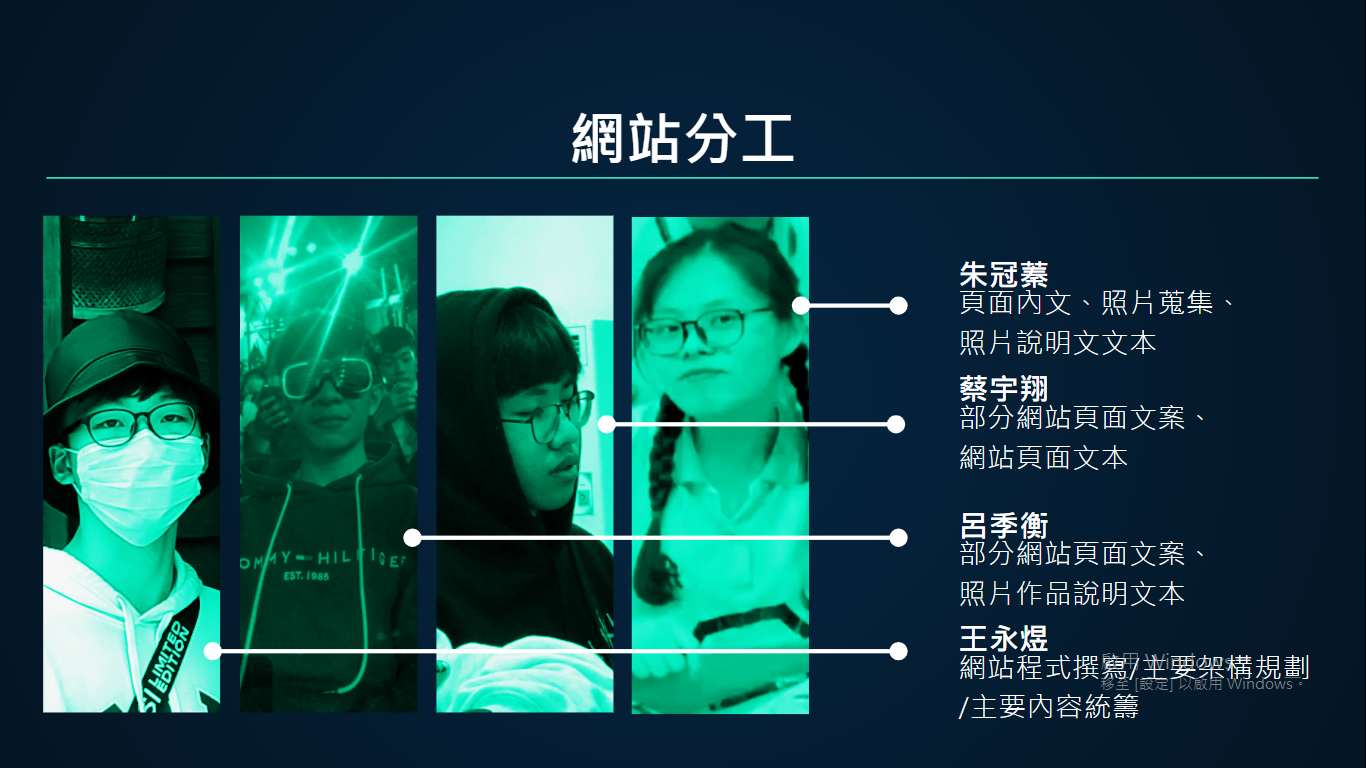 網站分工
朱冠蓁
頁面內文、照片蒐集、
照片說明文文本
蔡宇翔
部分網站頁面文案、
網站頁面文本
呂季衡
部分網站頁面文案、
照片作品說明文本
王永煜
網站程式撰寫/主要架構規劃
/主要內容統籌
啟用 Windows
移至 [設定] 以啟用 Windows。
OMMY HILFIGER
EST. 1985
LIMITED
EDITION